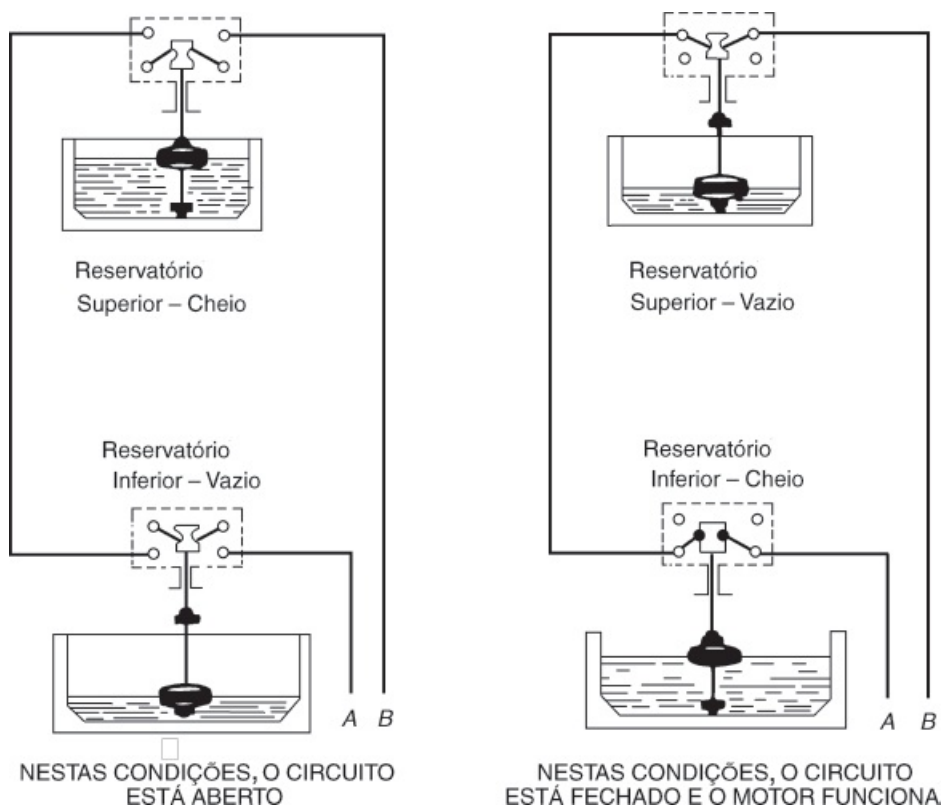 Reservatório
Superior – Cheio
Reservatório
Inferior – Vazio
A B
NESTAS CONDIÇÕES, O CIRCUITO
ESTÁ ABERTO
Reservatório
Superior – Vazio
Reservatório
Inferior – Cheio
A B
NESTAS CONDIÇÕES, O CIRCUITO
ESTÁ FECHADO E O MOTOR FUNCIONA